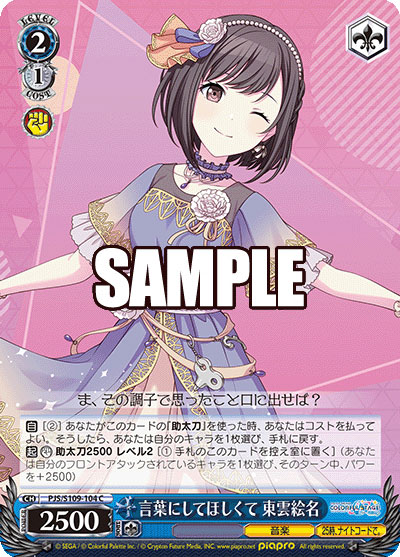 LEVEL
2
1
COST
SAMPLE
ま、その調子で思ったこと口に出せば？
自 [②] あなたがこのカードの「助太刀」を使った時、あなたはコストを払ってよい。そうしたら、あなたは自分のキャラを1枚選び、手札に戻す。
起 助太刀2500 レベル2 [① 手札のこのカードを控え室に置く] (あなたは自分のフロントアタックされているキャラを1枚選び、そのターン中、パワーを+2500)
CH PJS/S109-104 C
2500
言葉にしてほしくて 東雲絵名
音楽
25時、ナイトコードで。
COLORFUL STAGE
© SEGA / © Colorful Palette Inc. / © Crypton Future Media, INC. www.piapro.net piapro